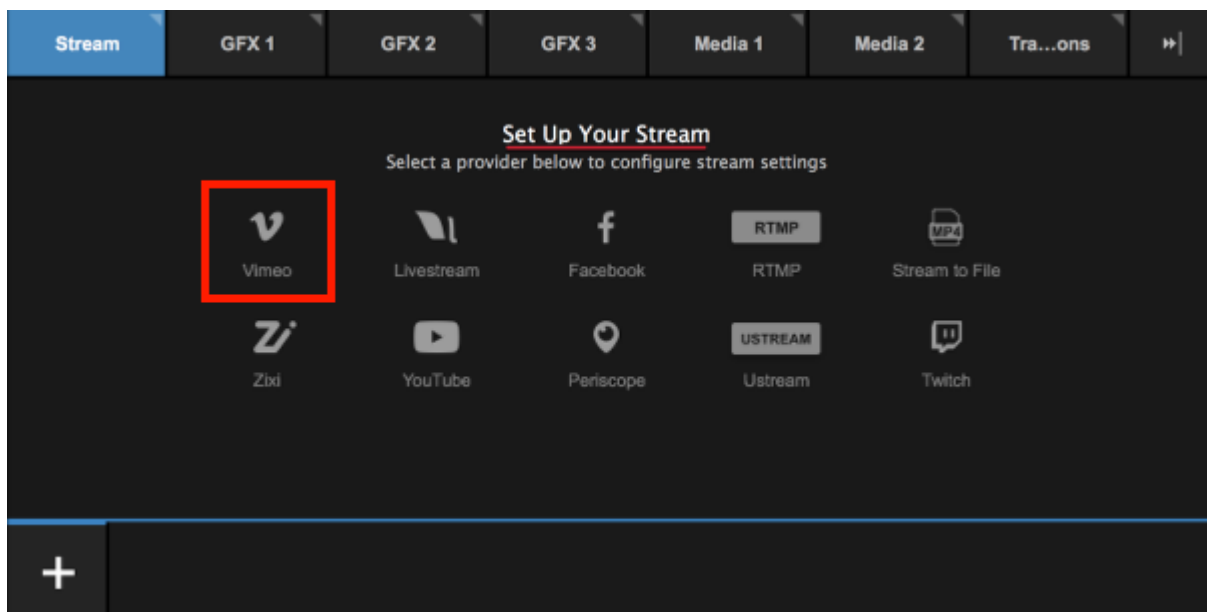 Stream GFX 1 GFX 2 GFX 3 Media 1 Media 2 Tra...ons
Set Up Your Stream
Select a provider below to configure stream settings
RTMP MP4
Vimeo Livestream Facebook RTMP Stream to File
USTREAM
Zixi YouTube Periscope Ustream Twitch